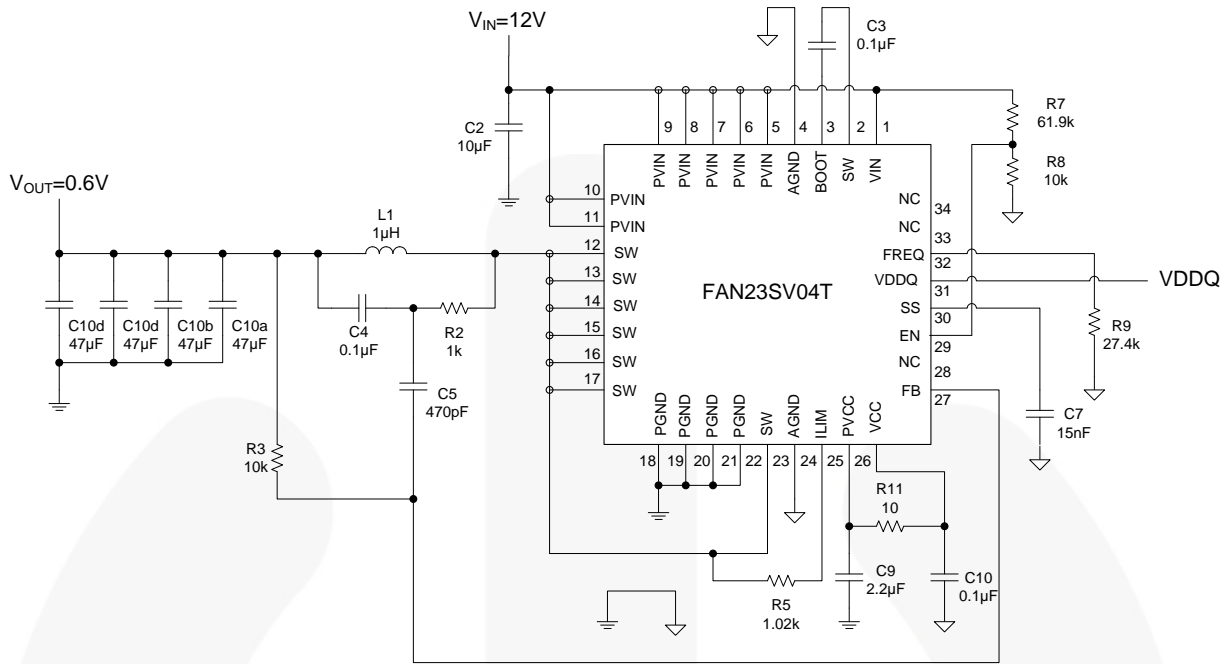 V_IN=12V
C3
0.1µF
C2
10µF
R7
61.9k
R8
10k
9
8
7
6
5
4
3
2
1
PVIN
PVIN
PVIN
PVIN
PVIN
AGND
BOOT
SW
VIN
V_OUT=0.6V
L1
1µH
10
PVIN
11
PVIN
12
SW
13
SW
14
SW
15
SW
16
SW
17
SW
FAN23SV04T
NC
34
NC
33
FREQ
32
VDDQ
31
SS
30
EN
29
NC
28
FB
27
VDDQ
R9
27.4k
C7
15nF
C10d
47µF
C10d
47µF
C10b
47µF
C10a
47µF
C4
0.1µF
R2
1k
C5
470pF
R3
10k
PGND
PGND
PGND
PGND
SW
AGND
ILIM
PVCC
VCC
18
19
20
21
22
23
24
25
26
R11
10
C9
2.2µF
C10
0.1µF
R5
1.02k